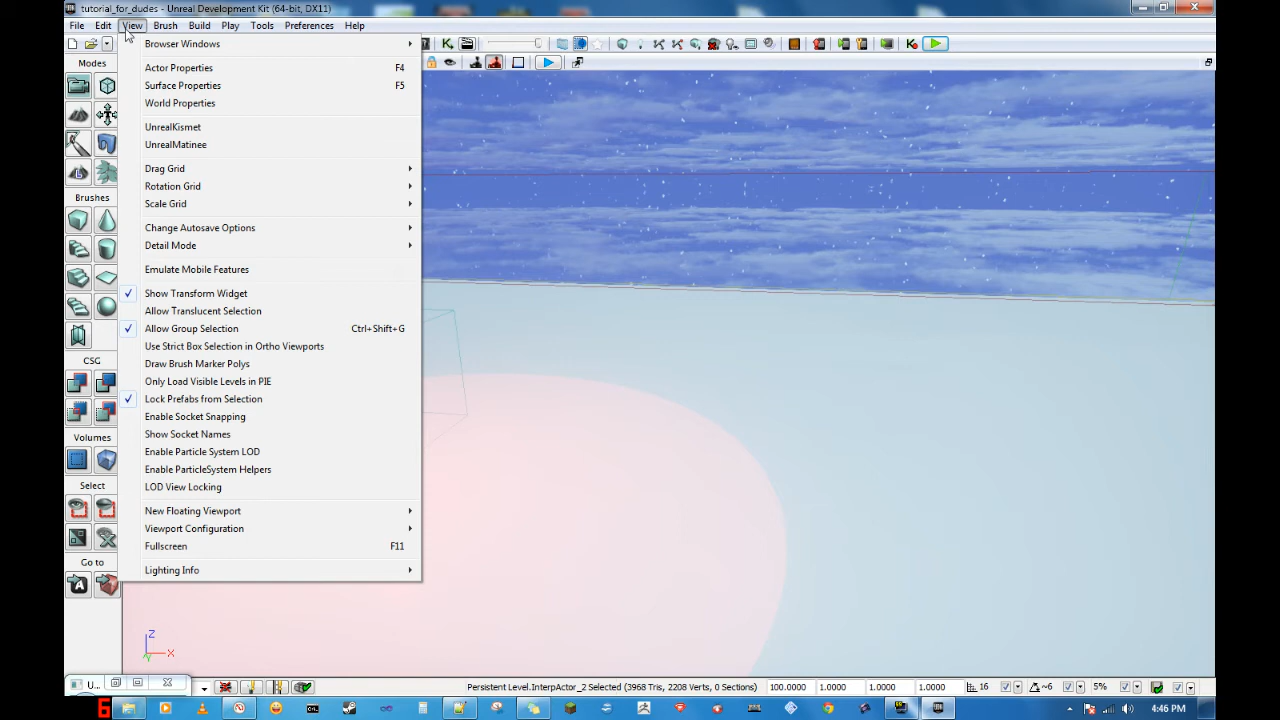 tutorial_for_dudes - Unreal Development Kit (64-bit, DX11)
File Edit View Brush Build Play Tools Preferences Help
Modes
Brushes
CSG
Volumes
Select
Go to
Browser Windows
Actor Properties F4
Surface Properties F5
World Properties
UnrealKismet
UnrealMatinee
Drag Grid
Rotation Grid
Scale Grid
Change Autosave Options
Detail Mode
Emulate Mobile Features
Show Transform Widget
Allow Translucent Selection
Allow Group Selection Ctrl+Shift+G
Use Strict Box Selection in Ortho Viewports
Draw Brush Marker Polys
Only Load Visible Levels in PIE
Lock Prefabs from Selection
Enable Socket Snapping
Show Socket Names
Enable Particle System LOD
Enable ParticleSystem Helpers
LOD View Locking
New Floating Viewport
Viewport Configuration
Fullscreen F11
Lighting Info
Z
X
Y
U...
Persistent Level.InterpActor_2 Selected (3968 Tris, 2208 Verts, 0 Sections) 100.0000 1.0000 1.0000 1.0000 16 ~6 5%
6
4:46 PM